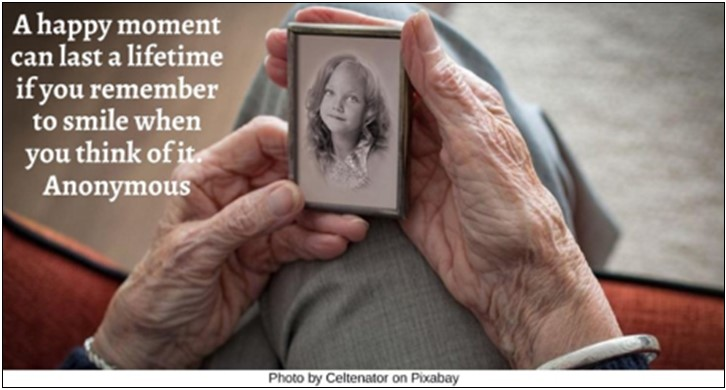 A happy moment
can last a lifetime
if you remember
to smile when
you think of it.
Anonymous
Photo by Celtenator on Pixabay